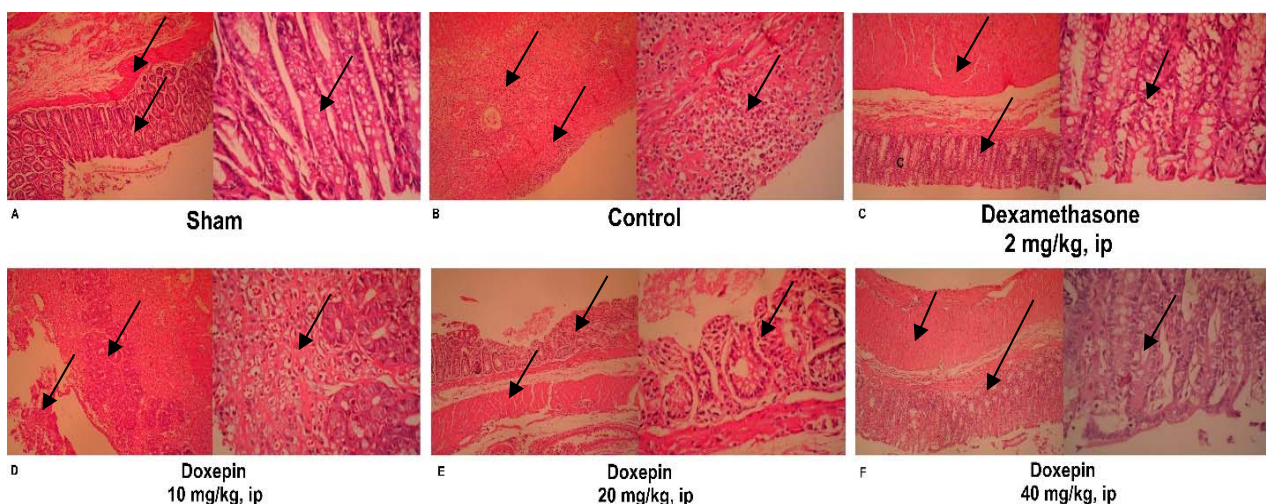 A
Sham
B
Control
C
C
Dexamethasone
2 mg/kg, ip
D
Doxepin
10 mg/kg, ip
E
Doxepin
20 mg/kg, ip
F
Doxepin
40 mg/kg, ip